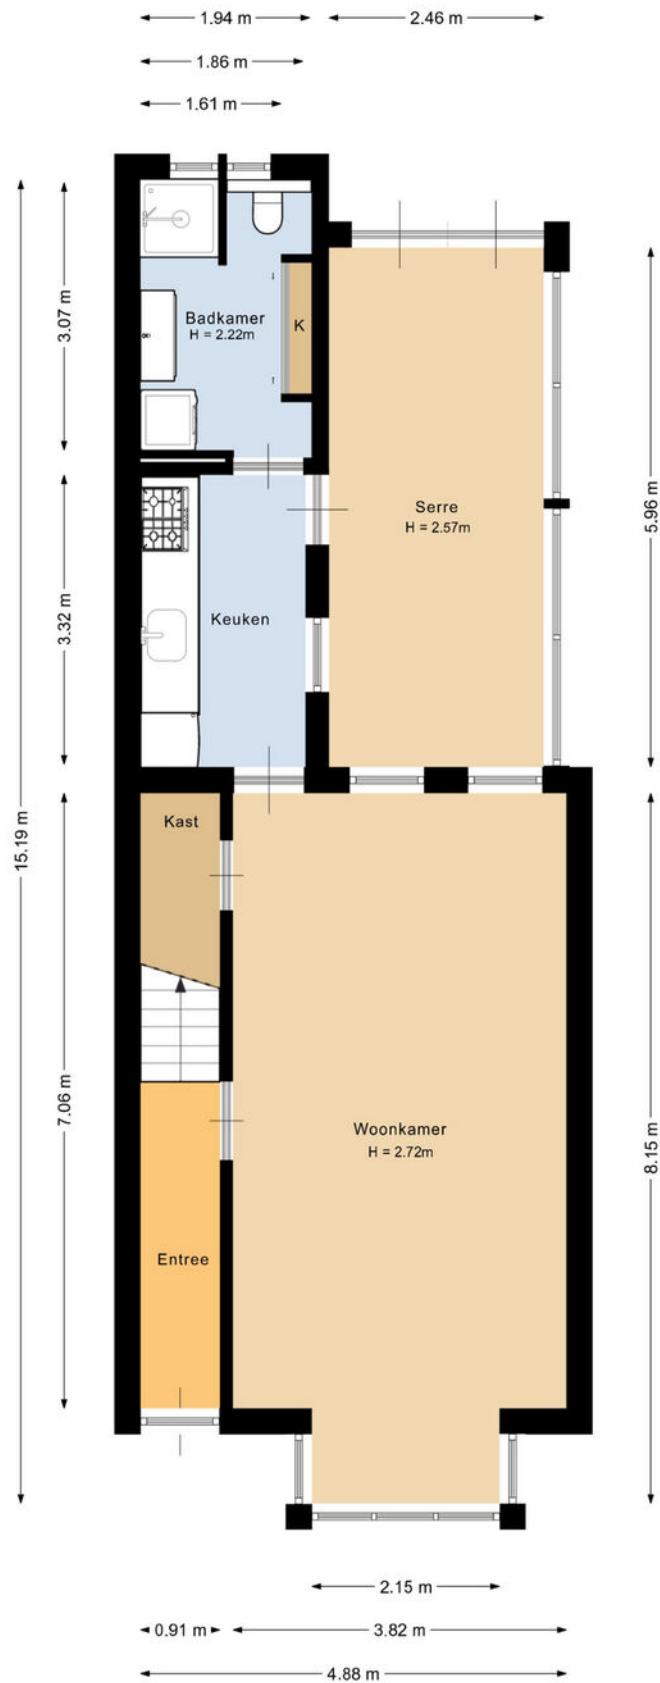 1.94 m
2.46 m
1.86 m
1.61 m
Badkamer
H = 2.22m
K
3.07 m
Serre
H = 2.57m
5.96 m
Keuken
3.32 m
Kast
15.19 m
7.06 m
Woonkamer
H = 2.72m
8.15 m
Entree
2.15 m
0.91 m
3.82 m
4.88 m